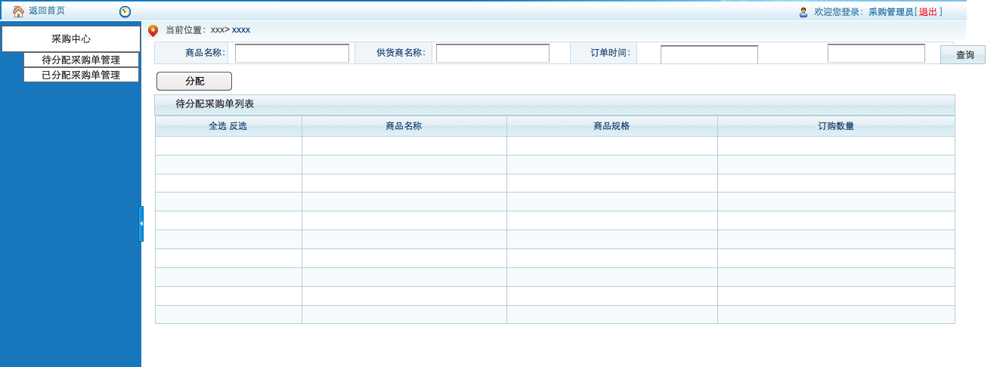 返回首页
欢迎您登录：采购管理员[退出]
采购中心
待分配采购单管理
已分配采购单管理
当前位置：xxx> xxxx
商品名称：
供货商名称：
订单时间：
查询
分配
待分配采购单列表
全选 反选 商品名称 商品规格 订购数量